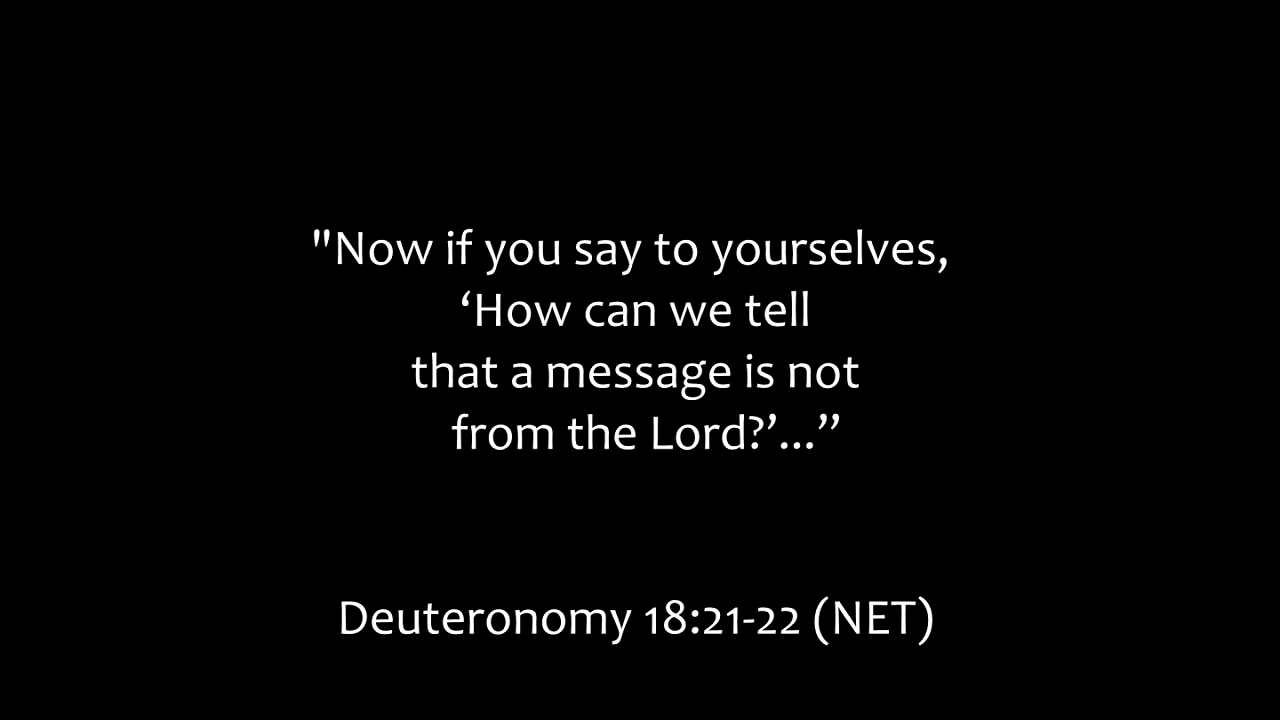 "Now if you say to yourselves,
‘How can we tell
that a message is not
from the Lord?’...”
Deuteronomy 18:21-22 (NET)